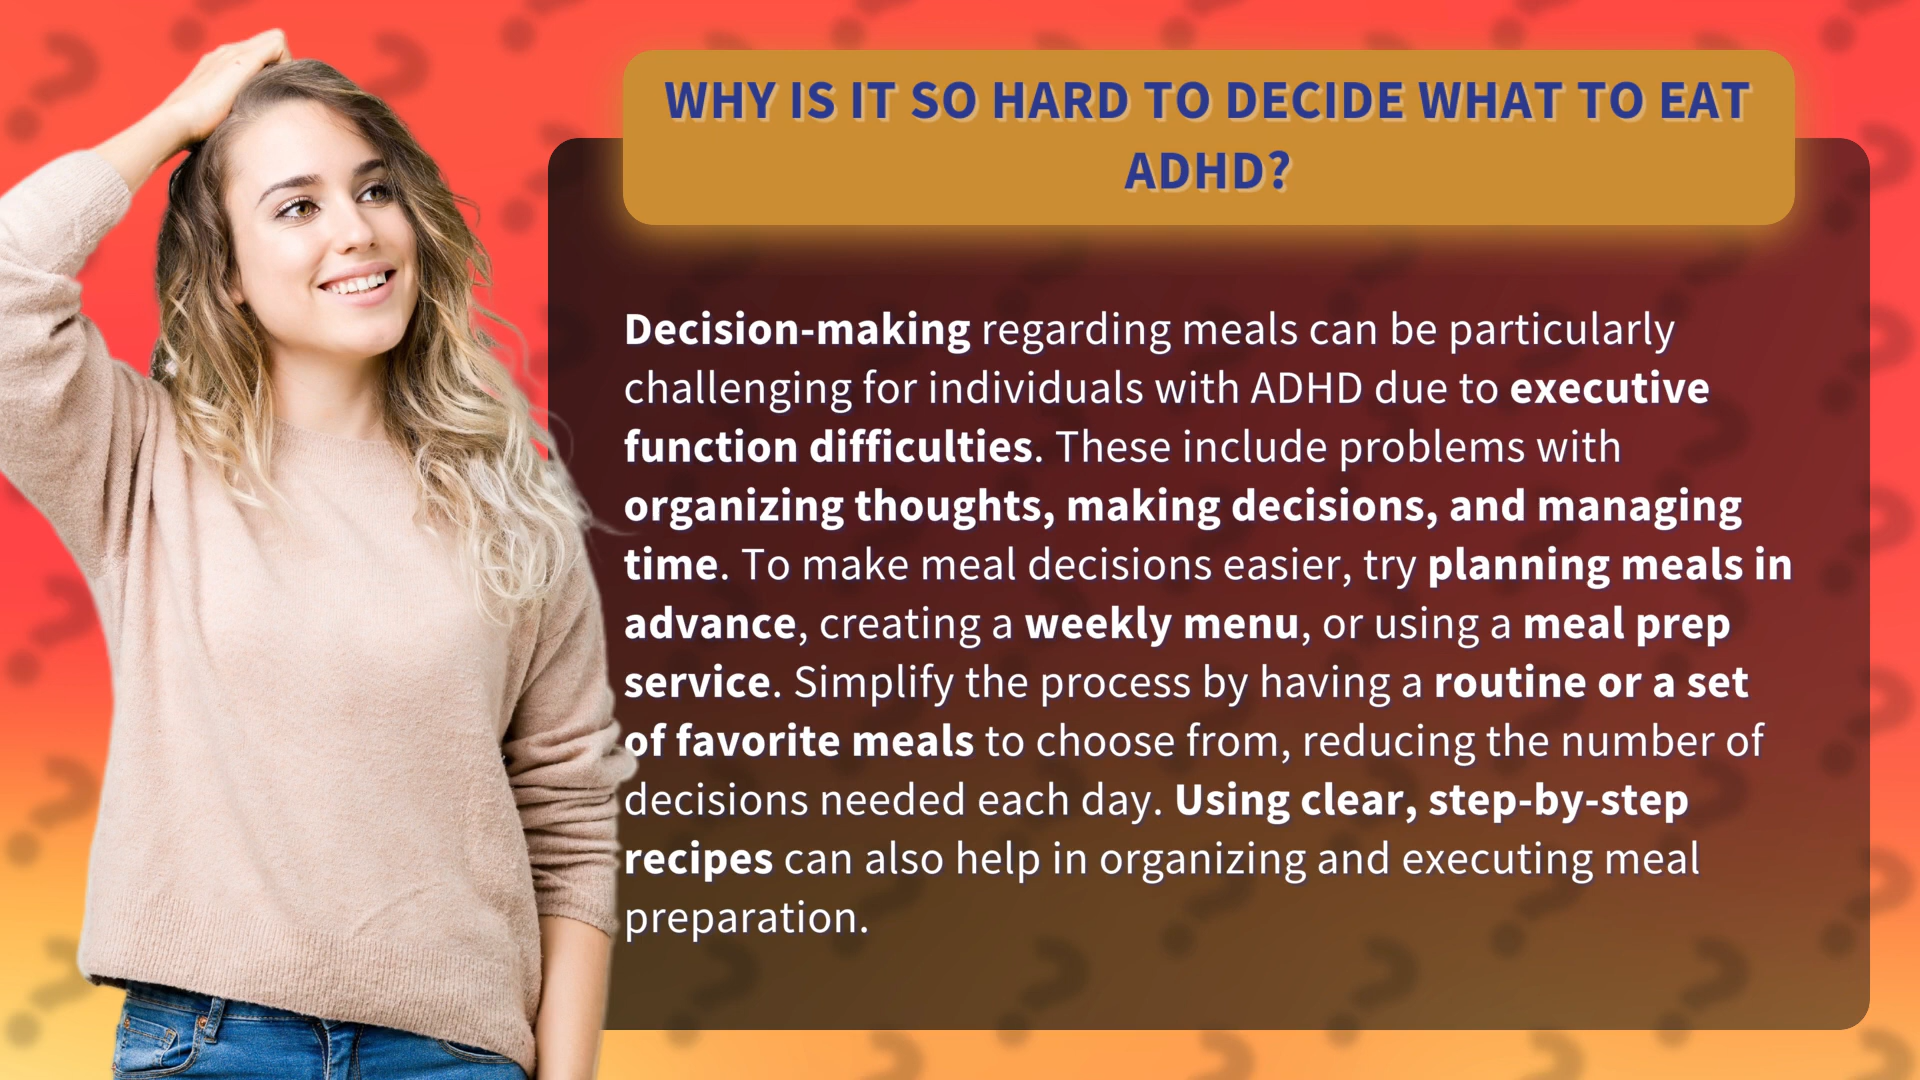 WHY IS IT SO HARD TO DECIDE WHAT TO EAT
ADHD?
Decision-making regarding meals can be particularly
challenging for individuals with ADHD due to executive
function difficulties. These include problems with
organizing thoughts, making decisions, and managing
time. To make meal decisions easier, try planning meals in
advance, creating a weekly menu, or using a meal prep
service. Simplify the process by having a routine or a set
of favorite meals to choose from, reducing the number of
decisions needed each day. Using clear, step-by-step
recipes can also help in organizing and executing meal
preparation.